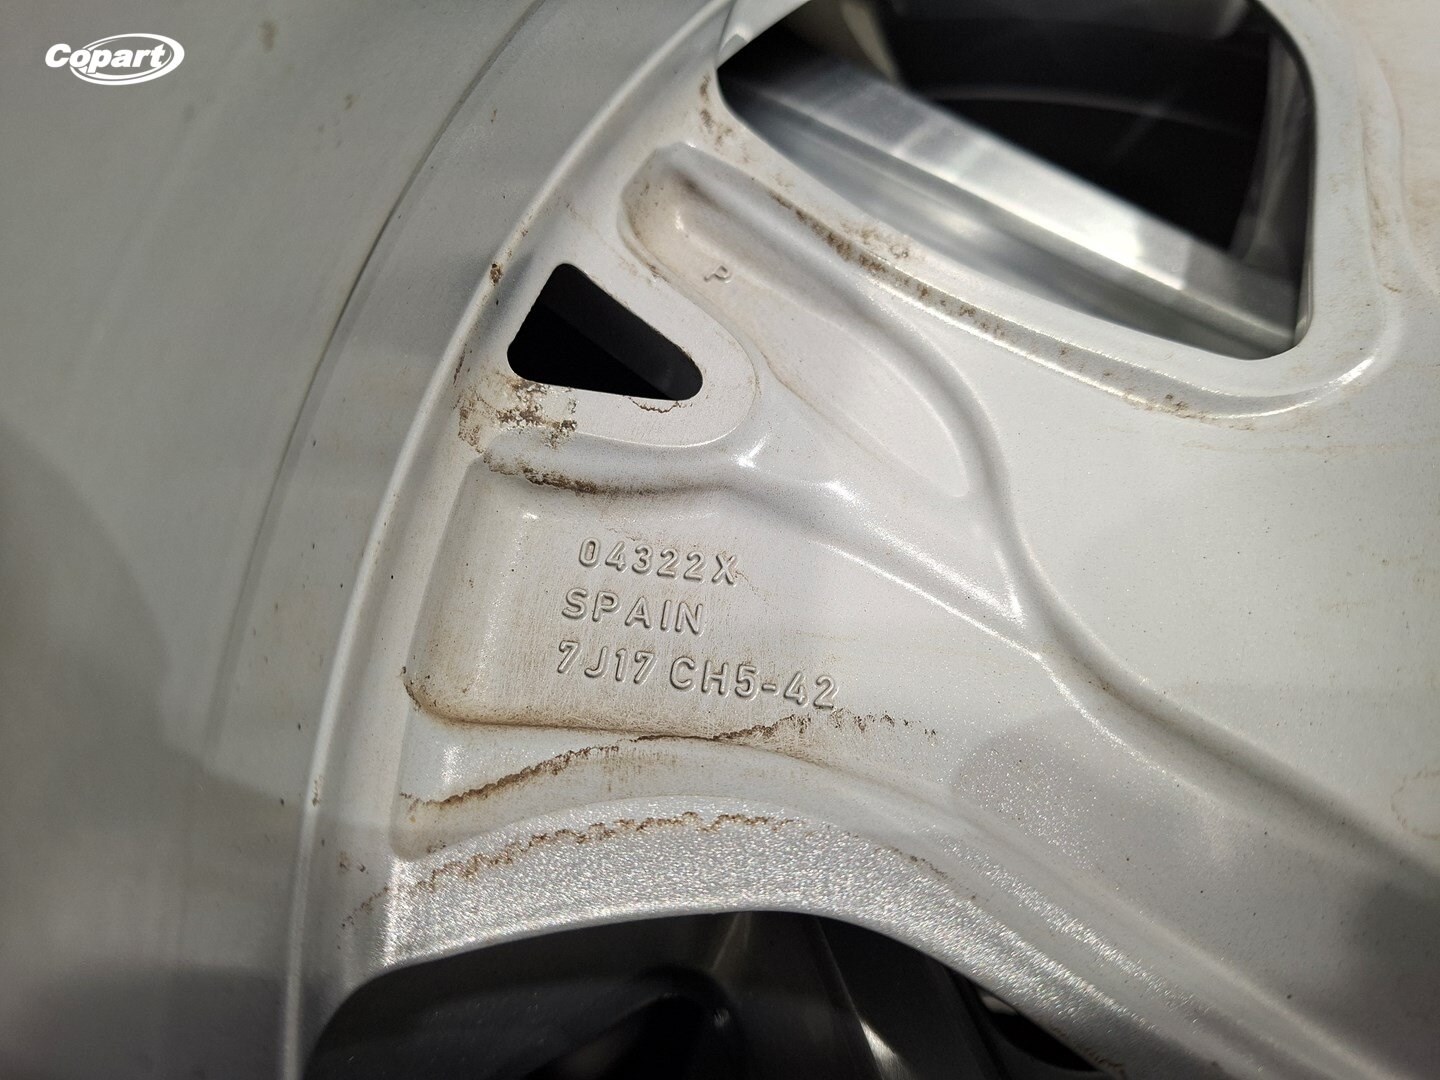 Copart
P
04322X
SPAIN
7J17 CH5-42